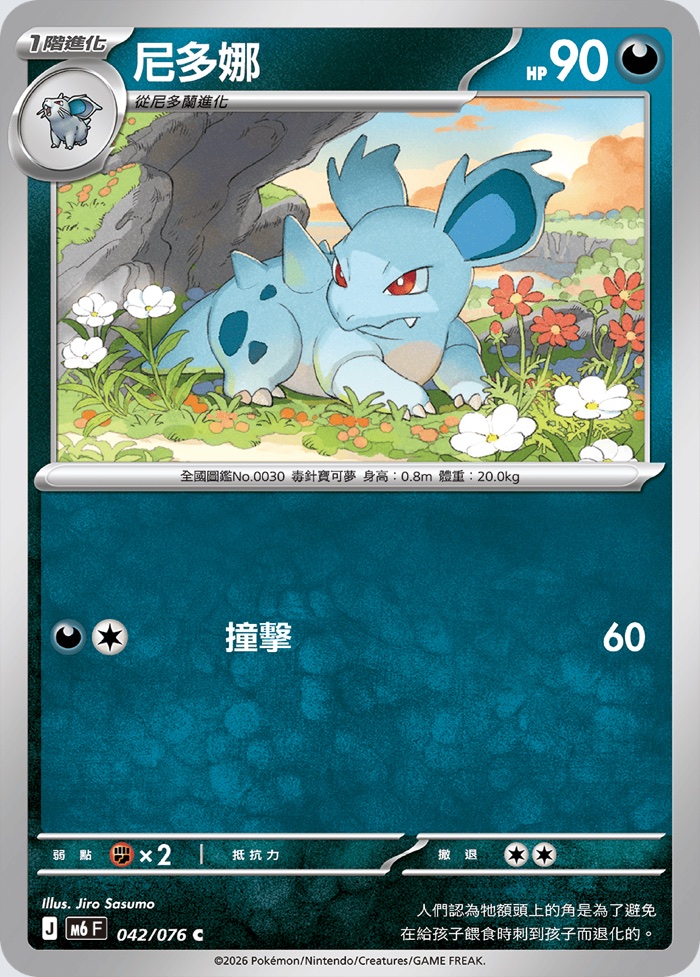 1階進化
尼多娜
HP 90
從尼多蘭進化
全國圖鑑No.0030 毒針寶可夢 身高：0.8m 體重：20.0kg
撞擊 60
弱點 ×2 抵抗力 撤退
Illus. Jiro Sasumo
J M6 F 042/076 C
人們認為牠額頭上的角是為了避免
在給孩子餵食時刺到孩子而退化的。
©2026 Pokémon/Nintendo/Creatures/GAME FREAK.